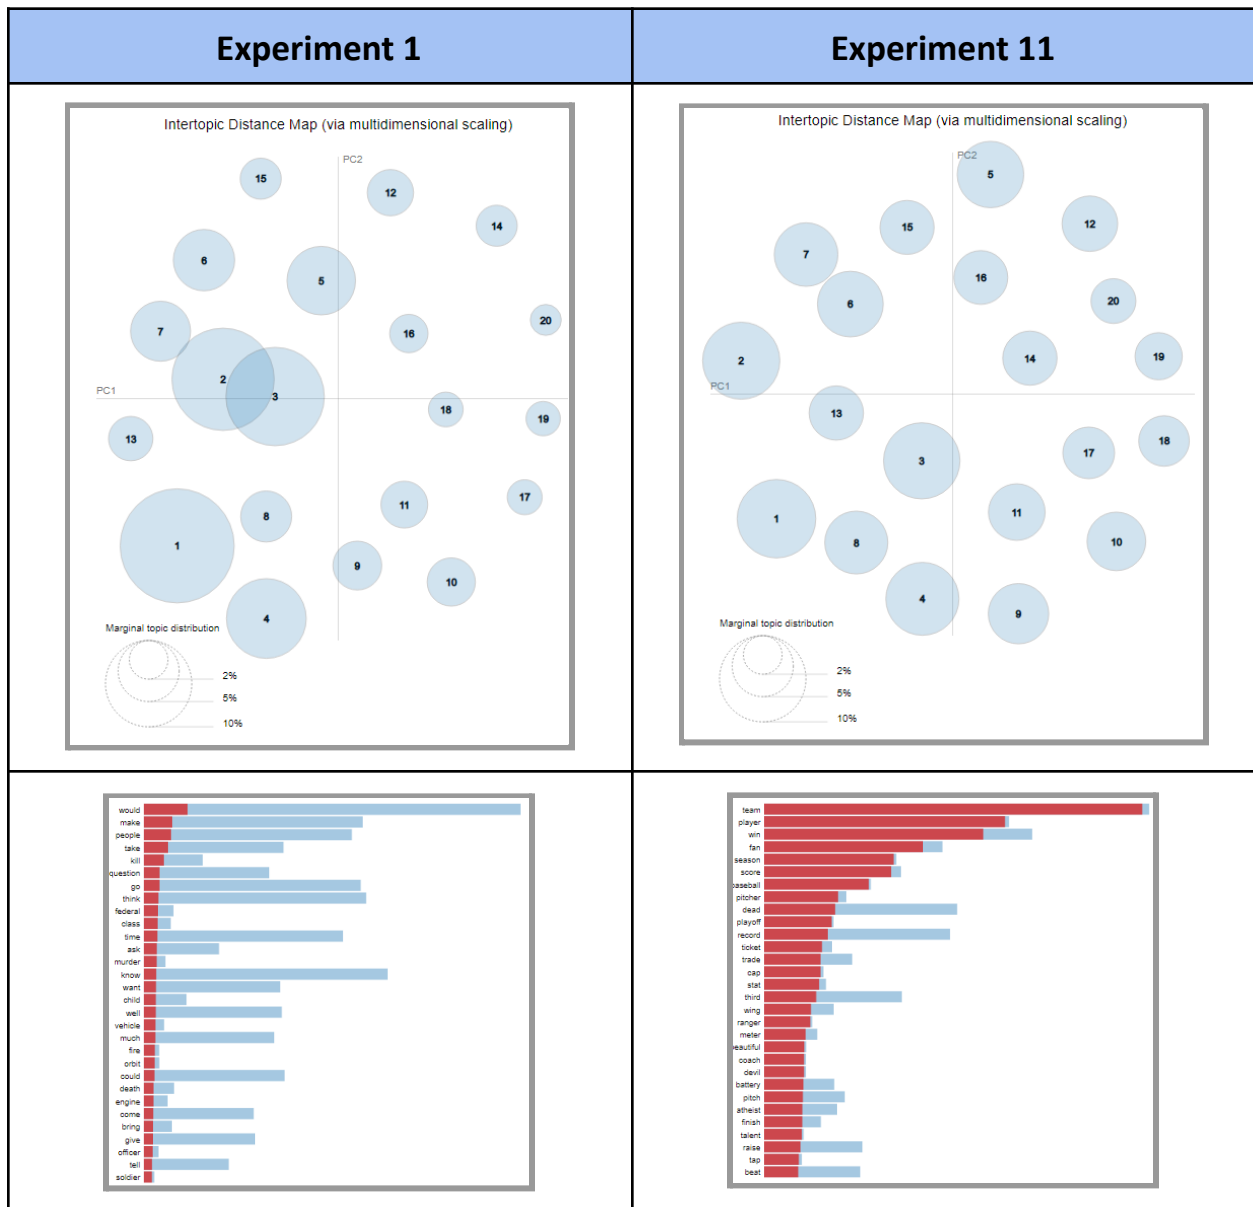 Experiment 1
Experiment 11
Intertopic Distance Map (via multidimensional scaling)
PC2
15
12
14
6
5
20
7
16
2
3
PC1
18
19
13
17
11
8
1
9
10
4
Marginal topic distribution
2%
5%
10%
Intertopic Distance Map (via multidimensional scaling)
PC2
5
12
15
7
16
20
6
19
14
2
PC1
13
18
17
3
11
1
10
8
4
9
Marginal topic distribution
2%
5%
10%
would
make
people
take
kill
question
go
think
federal
class
time
ask
murder
know
want
child
well
vehicle
much
fire
orbit
could
death
engine
come
bring
give
officer
tell
soldier
team
player
win
fan
season
score
baseball
pitcher
dead
playoff
record
ticket
trade
cap
stat
third
wing
ranger
meter
beautiful
coach
devil
battery
pitch
atheist
finish
talent
raise
tap
beat